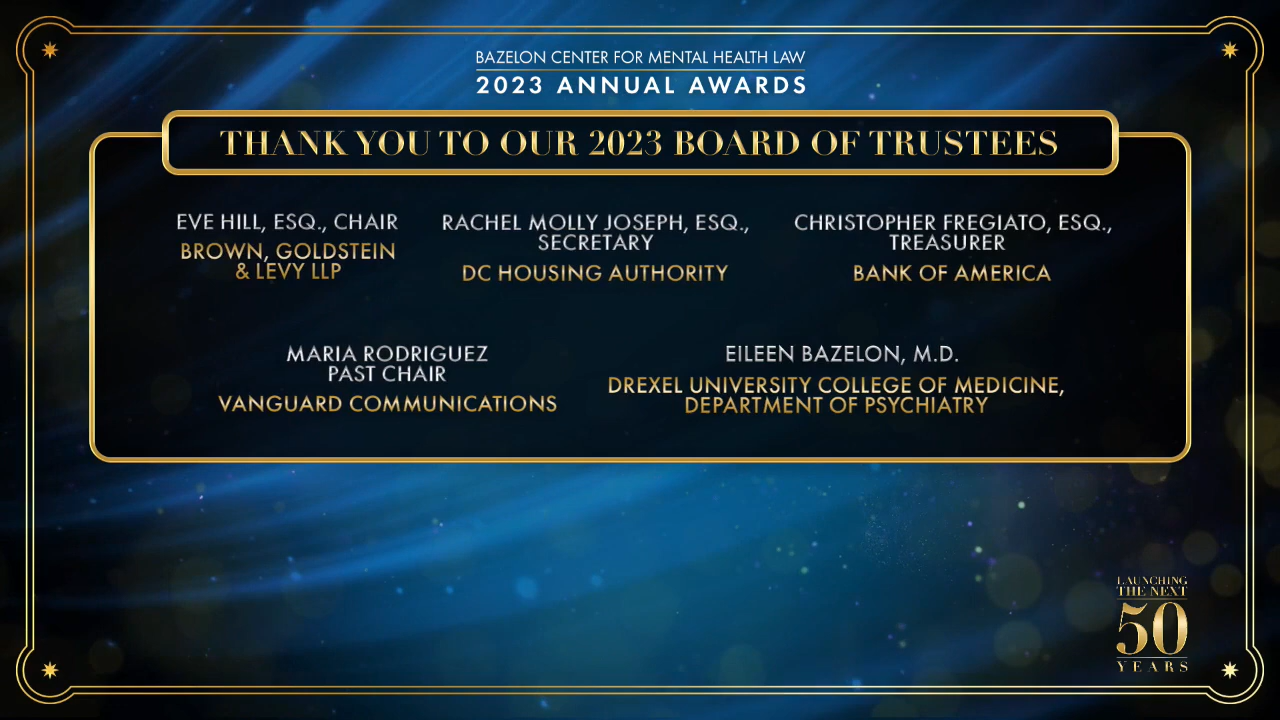 BAZELON CENTER FOR MENTAL HEALTH LAW
2023 ANNUAL AWARDS
THANK YOU TO OUR 2023 BOARD OF TRUSTEES
EVE HILL, ESQ., CHAIR
BROWN, GOLDSTEIN
& LEVY LLP
RACHEL MOLLY JOSEPH, ESQ.,
SECRETARY
DC HOUSING AUTHORITY
CHRISTOPHER FREGIATO, ESQ.,
TREASURER
BANK OF AMERICA
MARIA RODRIGUEZ
PAST CHAIR
VANGUARD COMMUNICATIONS
EILEEN BAZELON, M.D.
DREXEL UNIVERSITY COLLEGE OF MEDICINE,
DEPARTMENT OF PSYCHIATRY
LAUNCHING
THE NEXT
50
YEARS